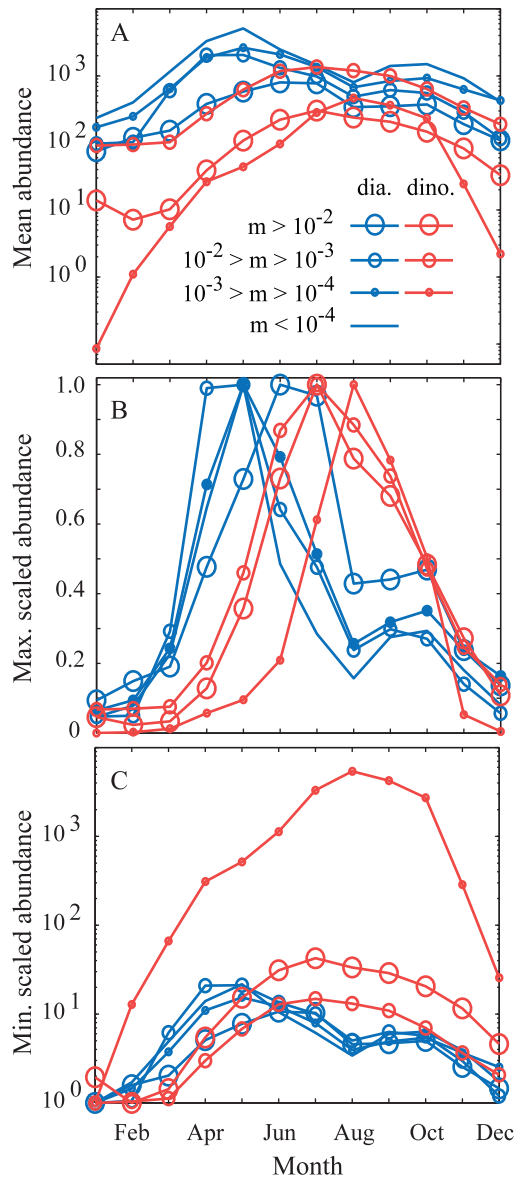 A
10^3
10^2
10^1
10^0
Mean abundance
dia. dino.
m > 10^-2
10^-2 > m > 10^-3
10^-3 > m > 10^-4
m < 10^-4
B
1.0
0.8
0.6
0.4
0.2
0
Max. scaled abundance
C
10^3
10^2
10^1
10^0
Min. scaled abundance
Feb Apr Jun Aug Oct Dec
Month